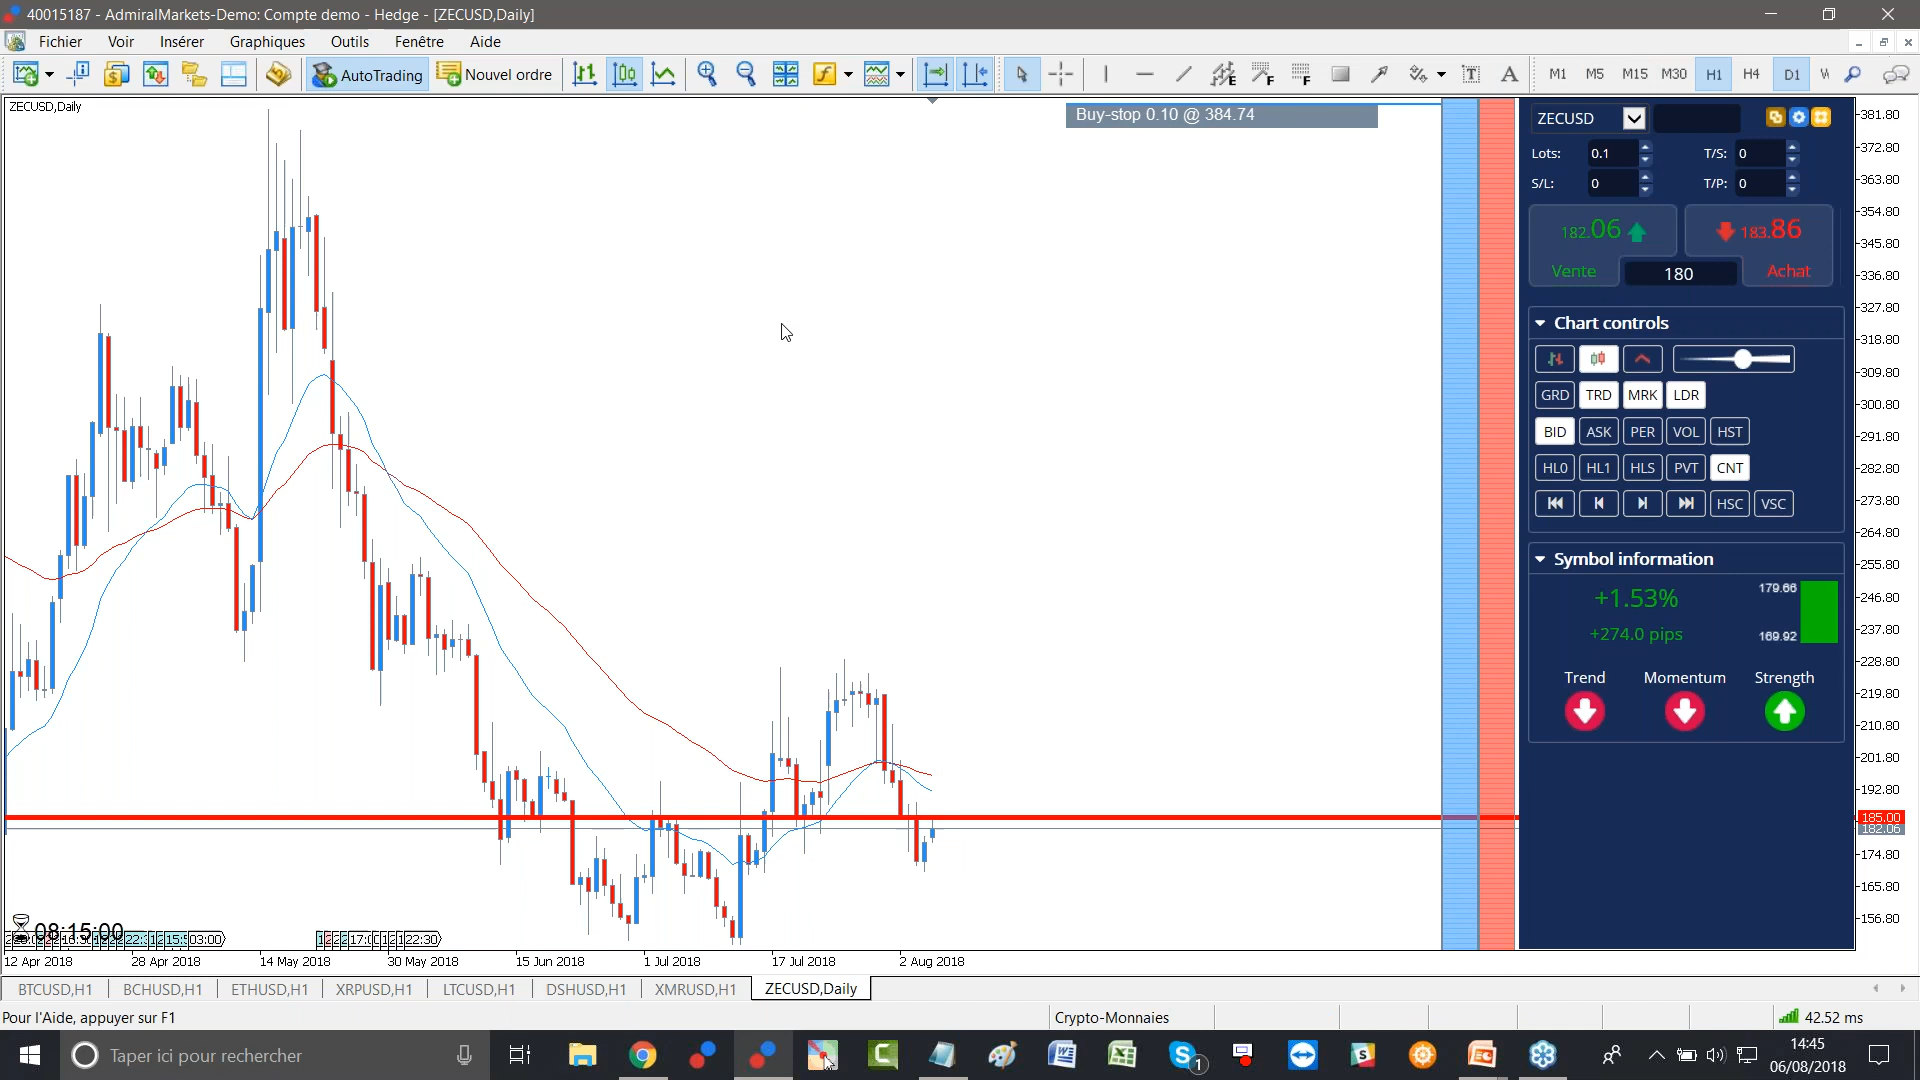 40015187 - AdmiralMarkets-Demo: Compte demo - Hedge - [ZECUSD,Daily]
Fichier Voir Insérer Graphiques Outils Fenêtre Aide
AutoTrading Nouvel ordre M1 M5 M15 M30 H1 H4 D1
ZECUSD,Daily
Buy-stop 0.10 @ 384.74
ZECUSD
Lots: 0.1 T/S: 0
S/L: 0 T/P: 0
182.06 183.86
Vente 180 Achat
Chart controls
GRD TRD MRK LDR
BID ASK PER VOL HST
HL0 HL1 HLS PVT CNT
HSC VSC
Symbol information
+1.53% 179.66
+274.0 pips 169.92
Trend Momentum Strength
381.80
372.80
363.80
354.80
345.80
336.80
327.80
318.80
309.80
300.80
291.80
282.80
273.80
264.80
255.80
246.80
237.80
228.80
219.80
210.80
201.80
192.80
185.00
182.06
174.80
165.80
156.80
08:15:00
03:00 22:30
12 Apr 2018 28 Apr 2018 14 May 2018 30 May 2018 15 Jun 2018 1 Jul 2018 17 Jul 2018 2 Aug 2018
BTCUSD,H1 BCHUSD,H1 ETHUSD,H1 XRPUSD,H1 LTCUSD,H1 DSHUSD,H1 XMRUSD,H1 ZECUSD,Daily
Pour l'Aide, appuyer sur F1 Crypto-Monnaies 42.52 ms
Taper ici pour rechercher
14:45
06/08/2018